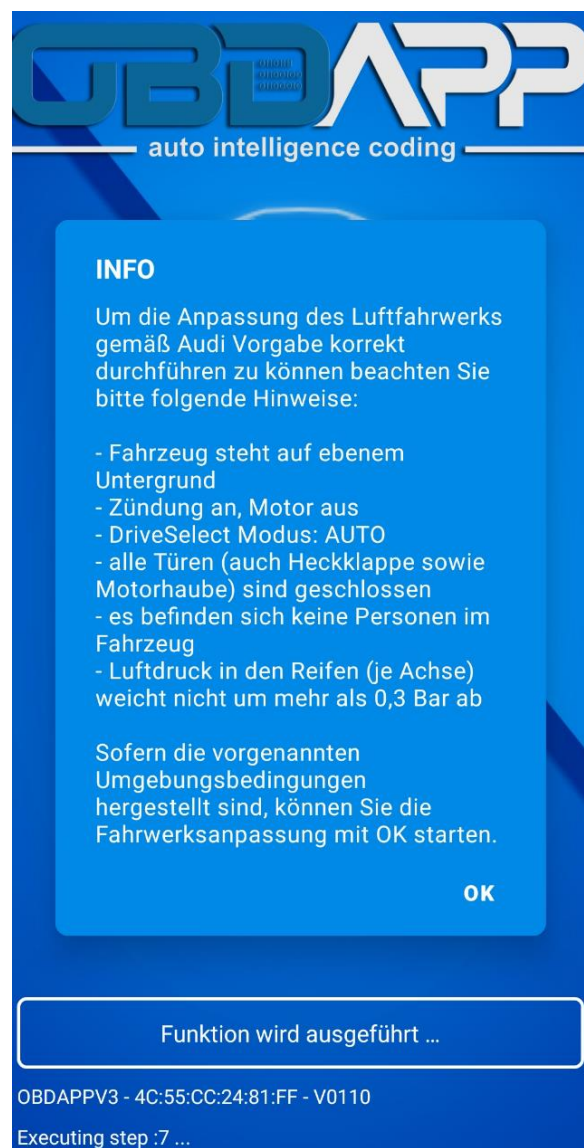 OBDAPP
auto intelligence coding
INFO
Um die Anpassung des Luftfahrwerks
gemäß Audi Vorgabe korrekt
durchführen zu können beachten Sie
bitte folgende Hinweise:
- Fahrzeug steht auf ebenem
Untergrund
- Zündung an, Motor aus
- DriveSelect Modus: AUTO
- alle Türen (auch Heckklappe sowie
Motorhaube) sind geschlossen
- es befinden sich keine Personen im
Fahrzeug
- Luftdruck in den Reifen (je Achse)
weicht nicht um mehr als 0,3 Bar ab
Sofern die vorgenannten
Umgebungsbedingungen
hergestellt sind, können Sie die
Fahrwerksanpassung mit OK starten.
OK
Funktion wird ausgeführt ...
OBDAPPV3 - 4C:55:CC:24:81:FF - V0110
Executing step :7 ...